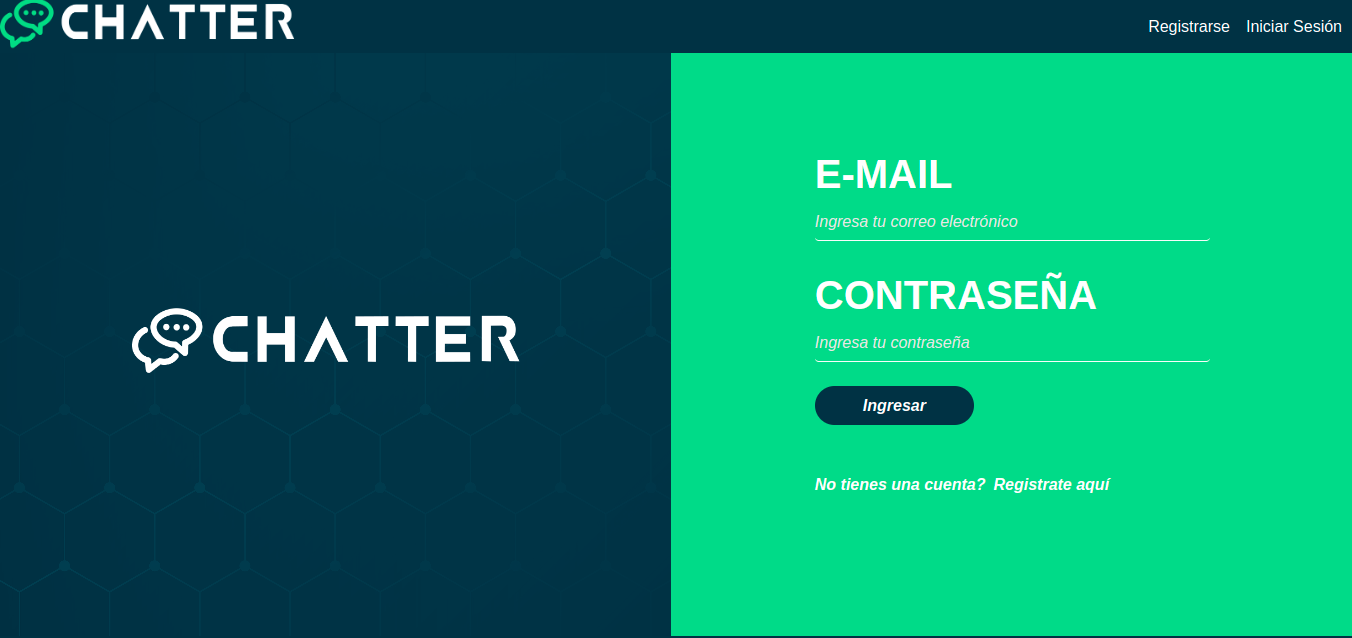 CHATTER
Registrarse Iniciar Sesión
E-MAIL
Ingresa tu correo electrónico
CONTRASEÑA
Ingresa tu contraseña
Ingresar
No tienes una cuenta? Registrate aquí
CHATTER